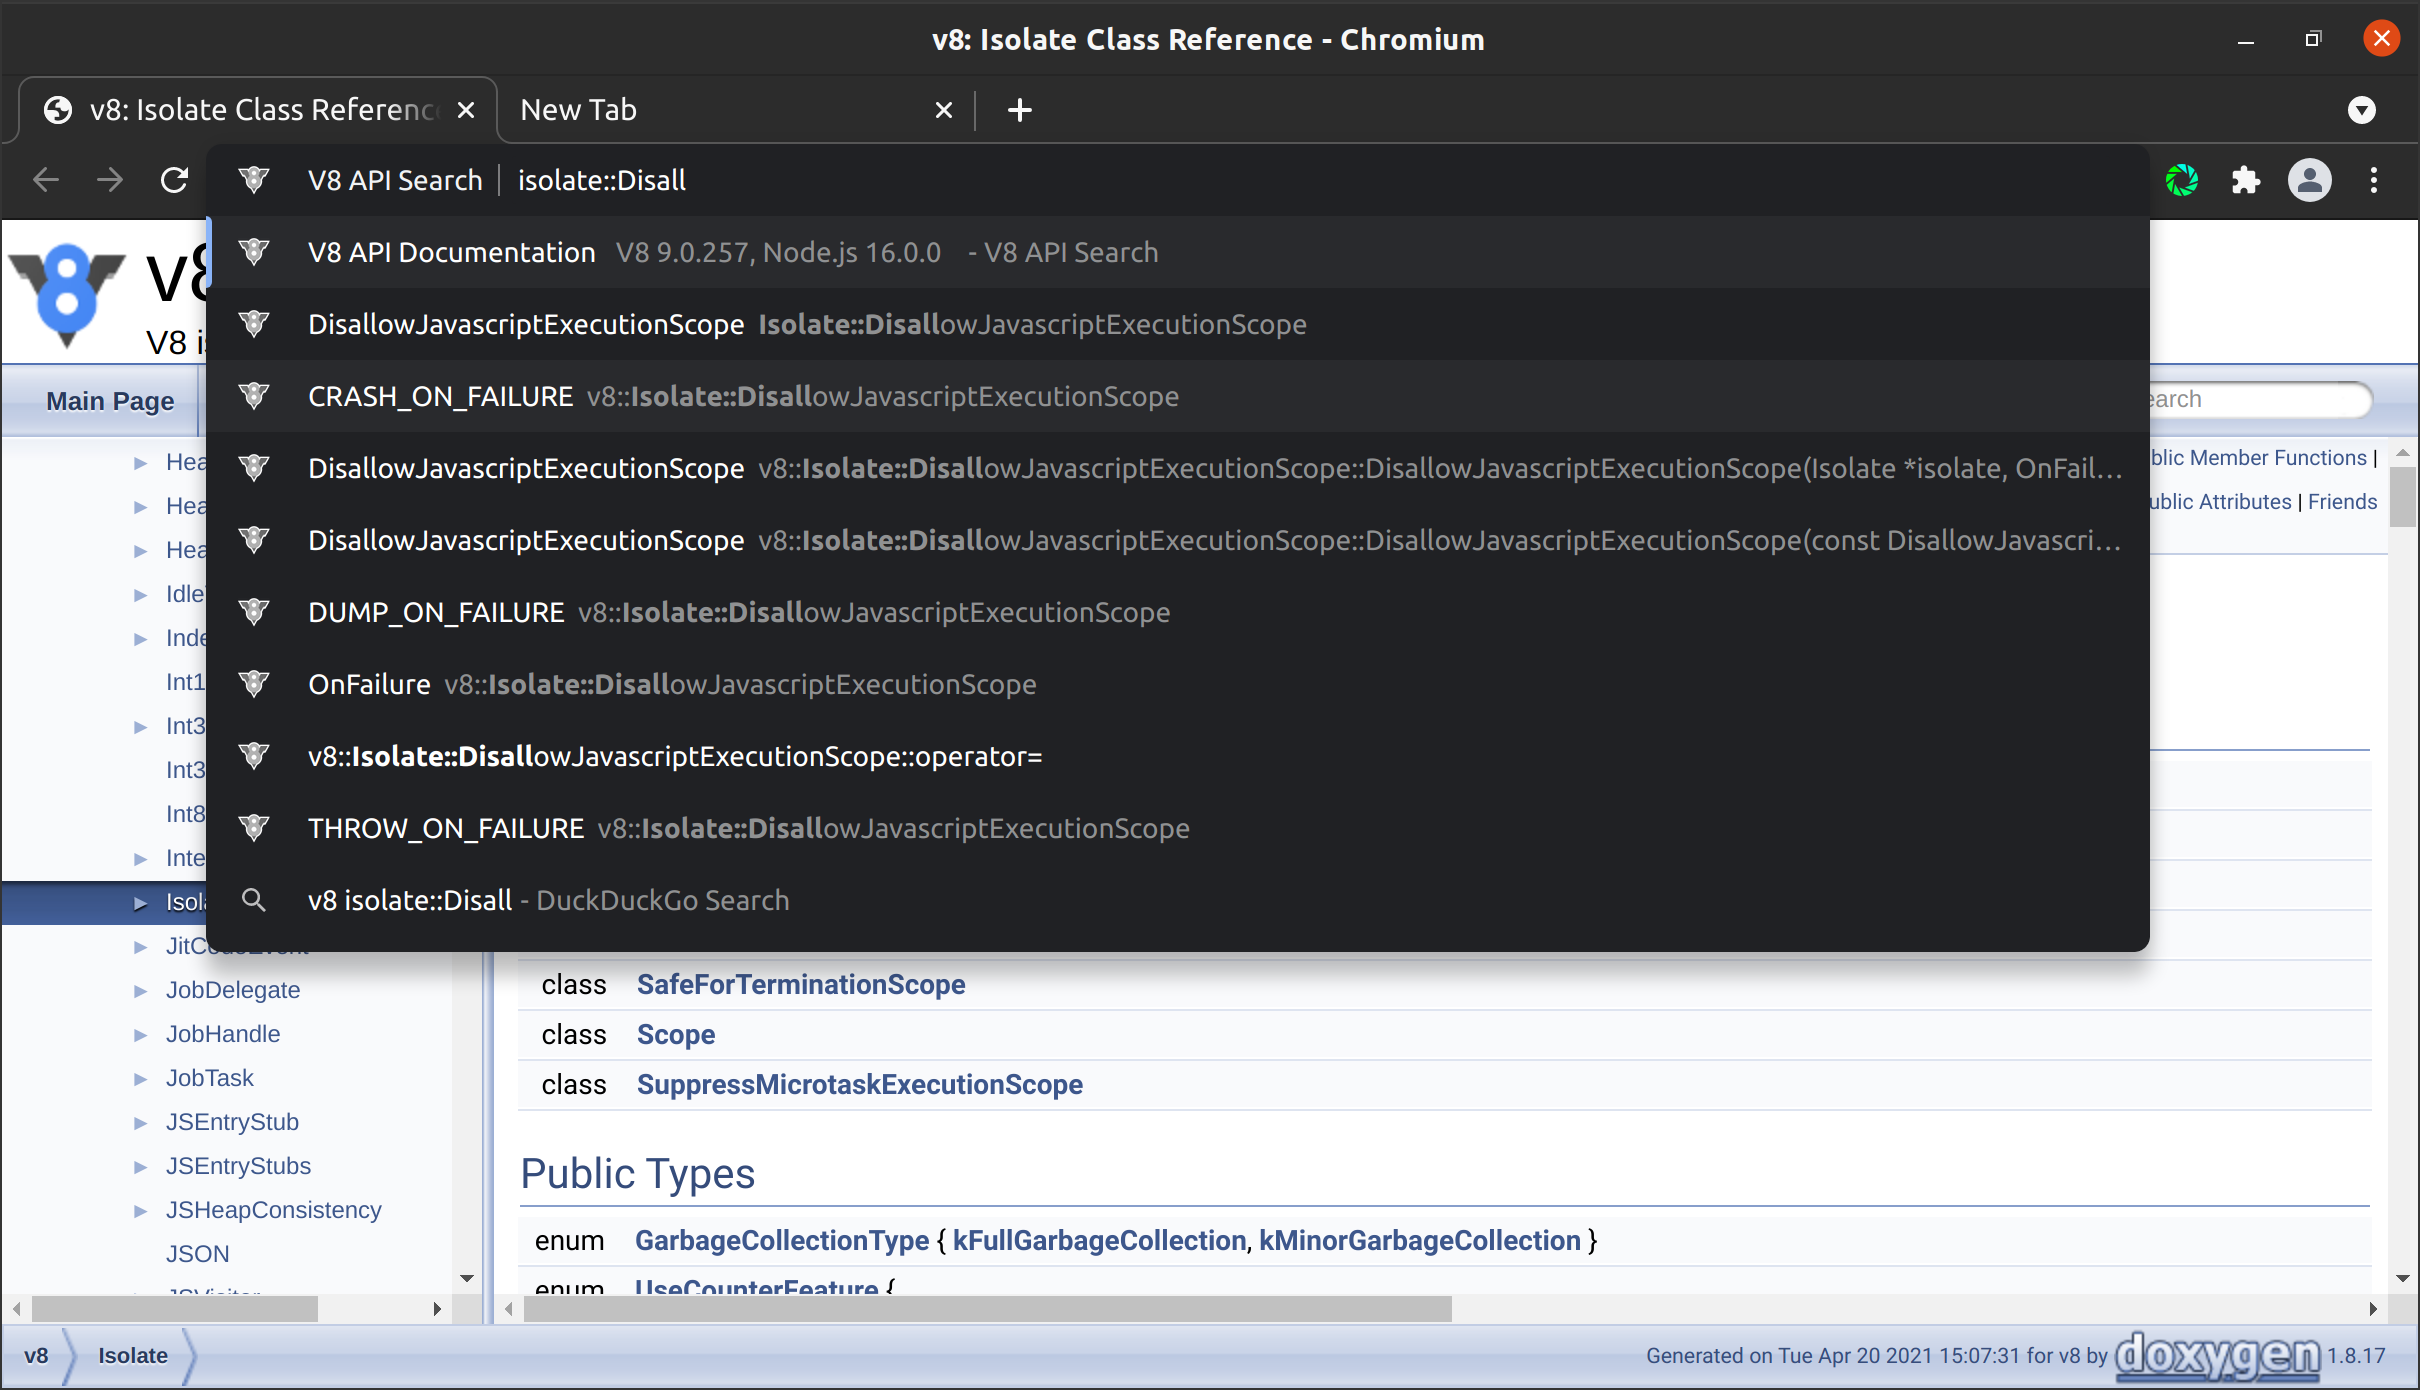 v8: Isolate Class Reference - Chromium
v8: Isolate Class Reference
New Tab
V8 API Search | isolate::Disall
V8 API Documentation V8 9.0.257, Node.js 16.0.0 - V8 API Search
DisallowJavascriptExecutionScope Isolate::DisallowJavascriptExecutionScope
CRASH_ON_FAILURE v8::Isolate::DisallowJavascriptExecutionScope
DisallowJavascriptExecutionScope v8::Isolate::DisallowJavascriptExecutionScope::DisallowJavascriptExecutionScope(Isolate *isolate, OnFail…
DisallowJavascriptExecutionScope v8::Isolate::DisallowJavascriptExecutionScope::DisallowJavascriptExecutionScope(const DisallowJavascri…
DUMP_ON_FAILURE v8::Isolate::DisallowJavascriptExecutionScope
OnFailure v8::Isolate::DisallowJavascriptExecutionScope
v8::Isolate::DisallowJavascriptExecutionScope::operator=
THROW_ON_FAILURE v8::Isolate::DisallowJavascriptExecutionScope
v8 isolate::Disall - DuckDuckGo Search
8 v8
V8 is
Main Page
earch
Hea
Hea
Hea
Idle
Inde
Int1
Int3
Int3
Int8
Inte
Isola
JitCodeEvent
JobDelegate
JobHandle
JobTask
JSEntryStub
JSEntryStubs
JSHeapConsistency
JSON
JSVisitor
blic Member Functions |
ublic Attributes | Friends
class SafeForTerminationScope
class Scope
class SuppressMicrotaskExecutionScope
Public Types
enum GarbageCollectionType { kFullGarbageCollection, kMinorGarbageCollection }
enum UseCounterFeature {
v8 Isolate
Generated on Tue Apr 20 2021 15:07:31 for v8 by doxygen 1.8.17